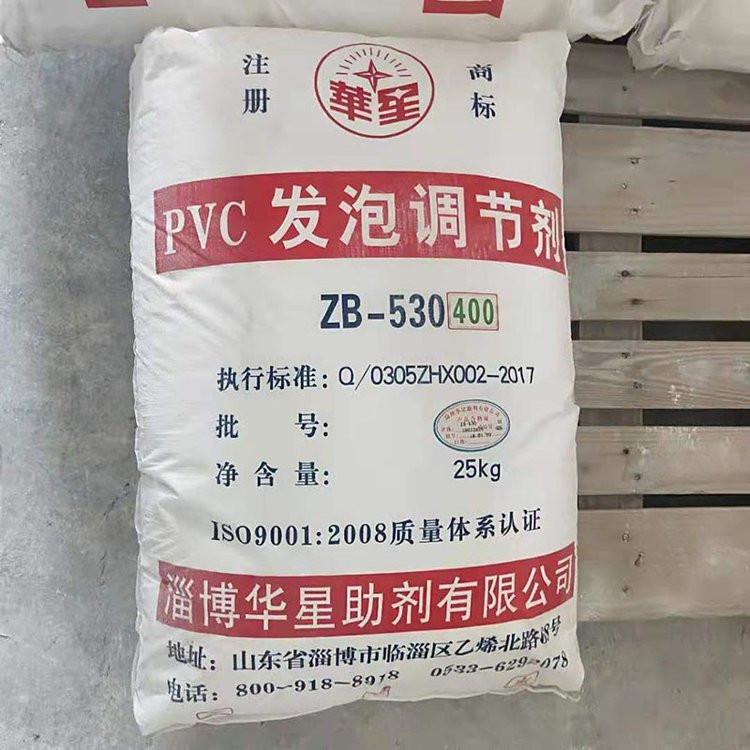 注册 商标
華星
PVC 发泡调节剂
ZB-530 400
执行标准: Q/0305ZHX002-2017
批 号:
净 含 量: 25kg
ISO9001:2008质量体系认证
淄博华星助剂有限公司
地址: 山东省淄博市临淄区乙烯北路48号
电话: 800-918-8918